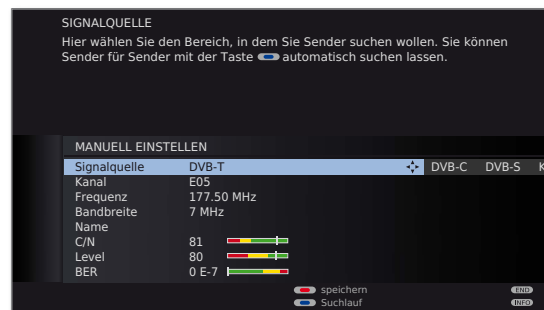 SIGNALQUELLE
Hier wählen Sie den Bereich, in dem Sie Sender suchen wollen. Sie können
Sender für Sender mit der Taste automatisch suchen lassen.
MANUELL EINSTELLEN
Signalquelle DVB-T DVB-C DVB-S K
Kanal E05
Frequenz 177.50 MHz
Bandbreite 7 MHz
Name
C/N 81
Level 80
BER 0 E-7
speichern END
Suchlauf INFO